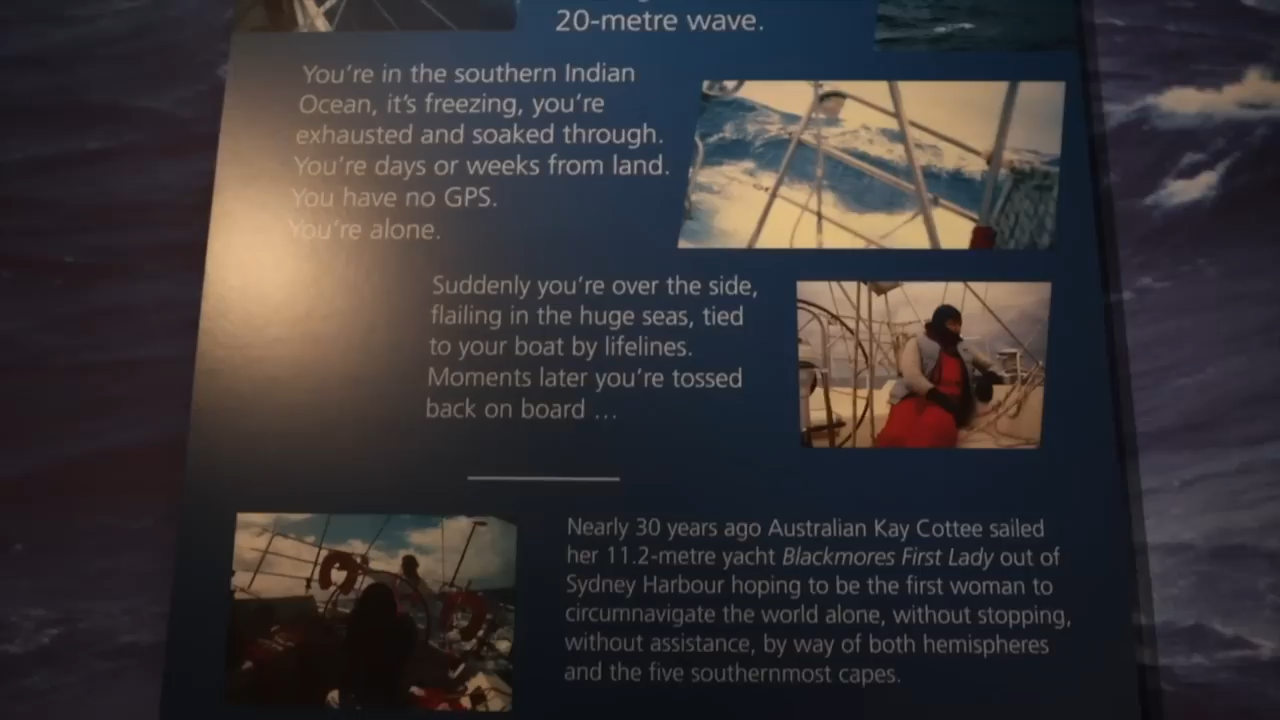 20-metre wave.
You're in the southern Indian
Ocean, it's freezing, you're
exhausted and soaked through.
You're days or weeks from land.
You have no GPS.
You're alone.
Suddenly you're over the side,
flailing in the huge seas, tied
to your boat by lifelines.
Moments later you're tossed
back on board ...
Nearly 30 years ago Australian Kay Cottee sailed
her 11.2-metre yacht Blackmores First Lady out of
Sydney Harbour hoping to be the first woman to
circumnavigate the world alone, without stopping,
without assistance, by way of both hemispheres
and the five southernmost capes.